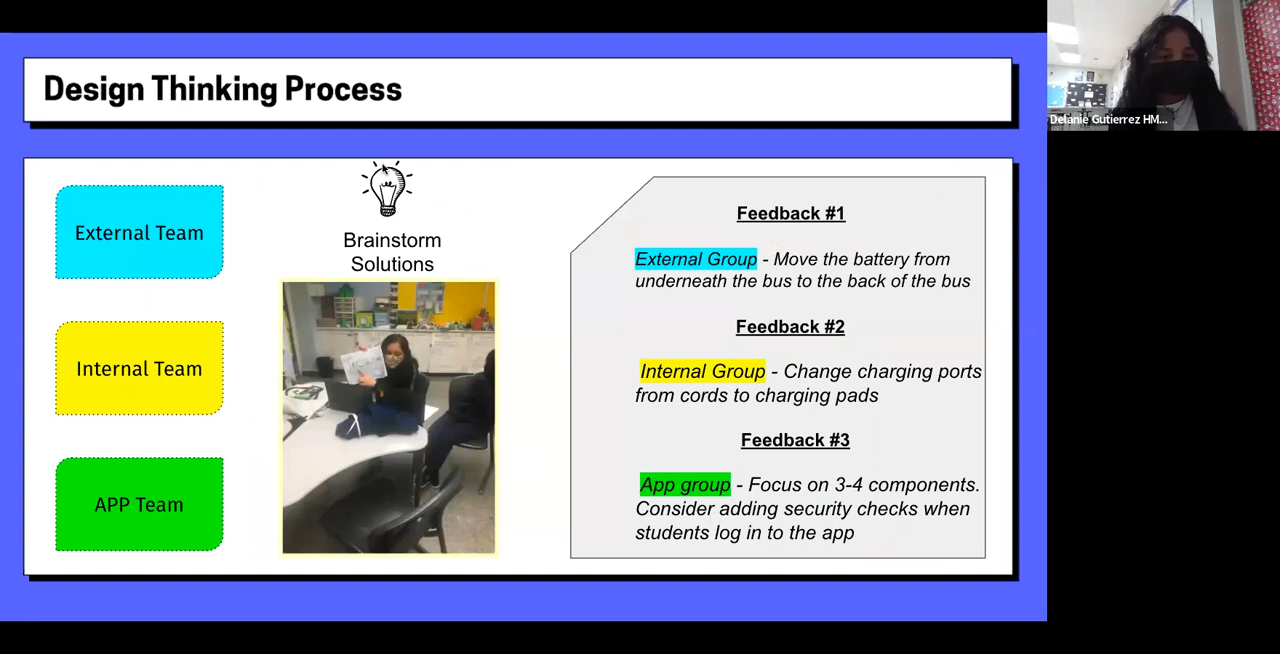 Design Thinking Process
Delanie Gutierrez HM...
External Team
Internal Team
APP Team
Brainstorm
Solutions
Feedback #1
External Group - Move the battery from
underneath the bus to the back of the bus
Feedback #2
Internal Group - Change charging ports
from cords to charging pads
Feedback #3
App group - Focus on 3-4 components.
Consider adding security checks when
students log in to the app